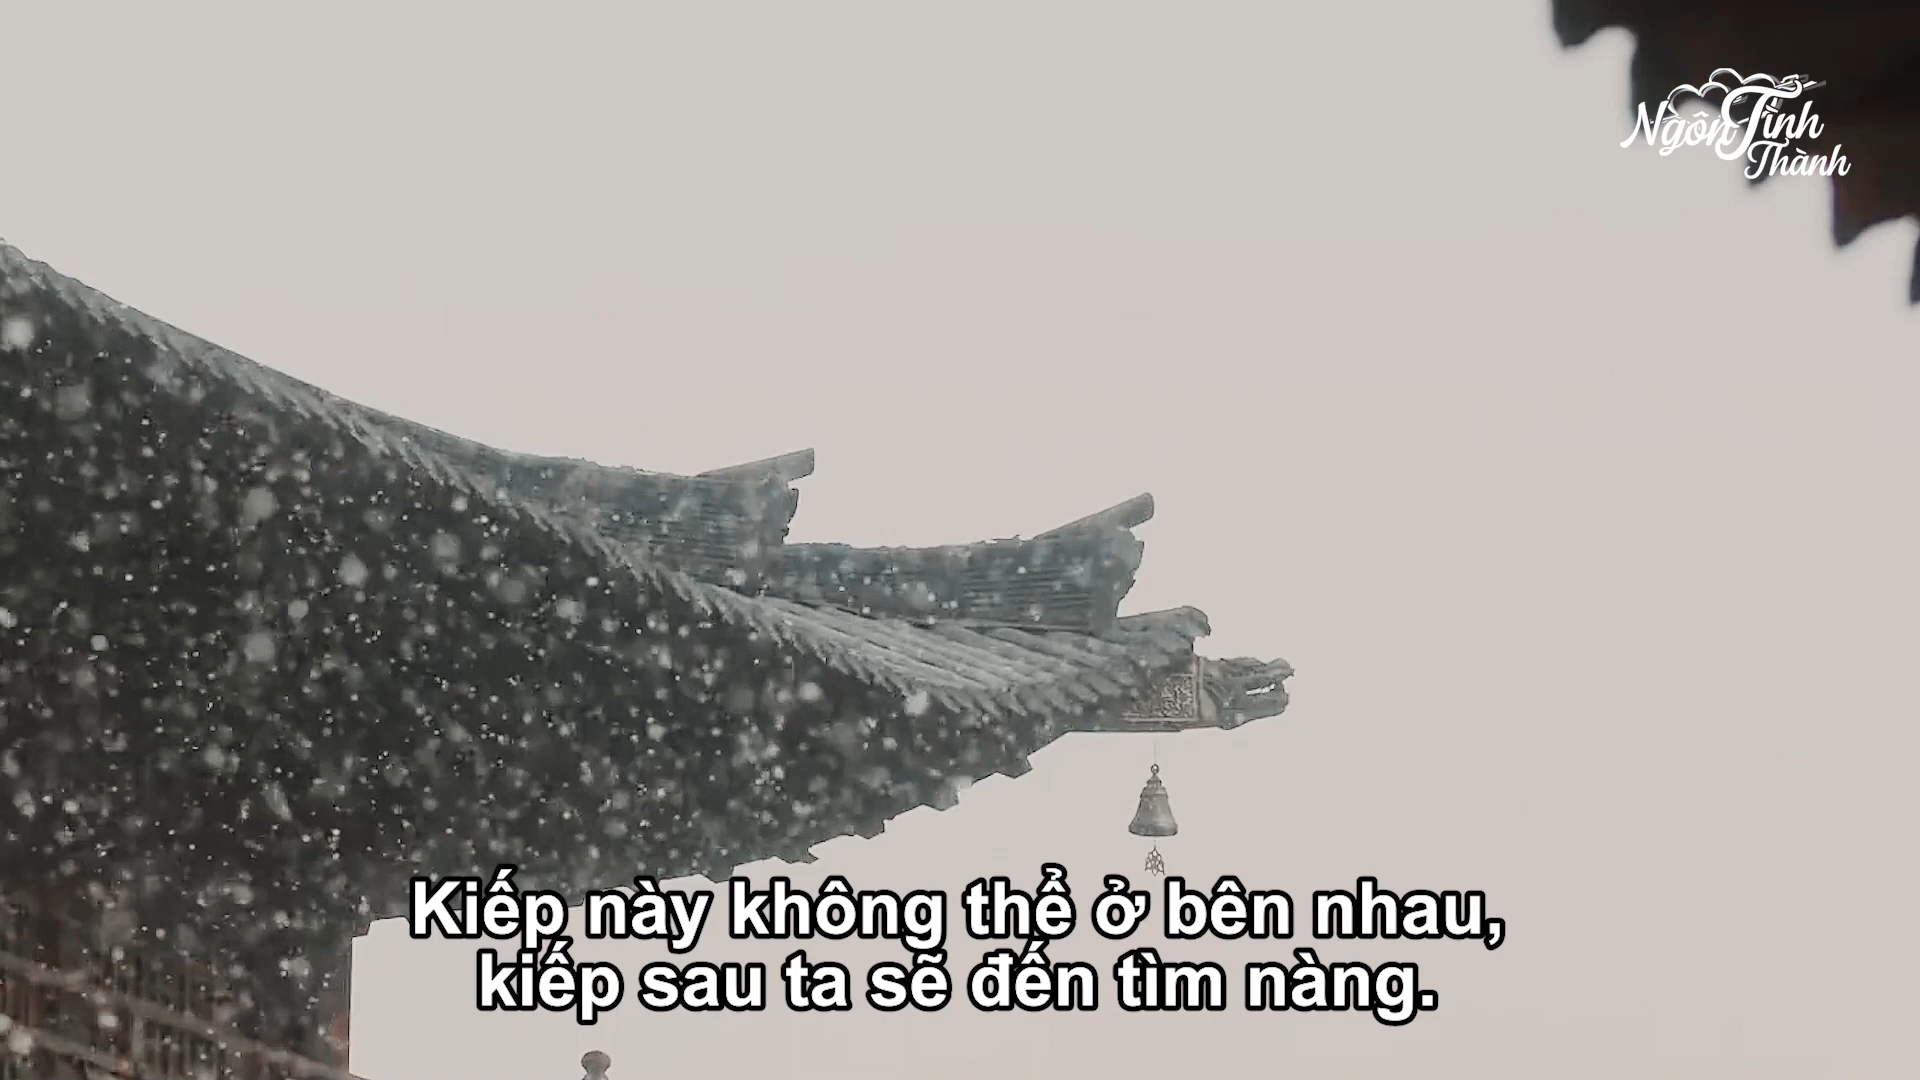 Ngôn Tình
Thành
Kiếp này không thể ở bên nhau,
kiếp sau ta sẽ đến tìm nàng.